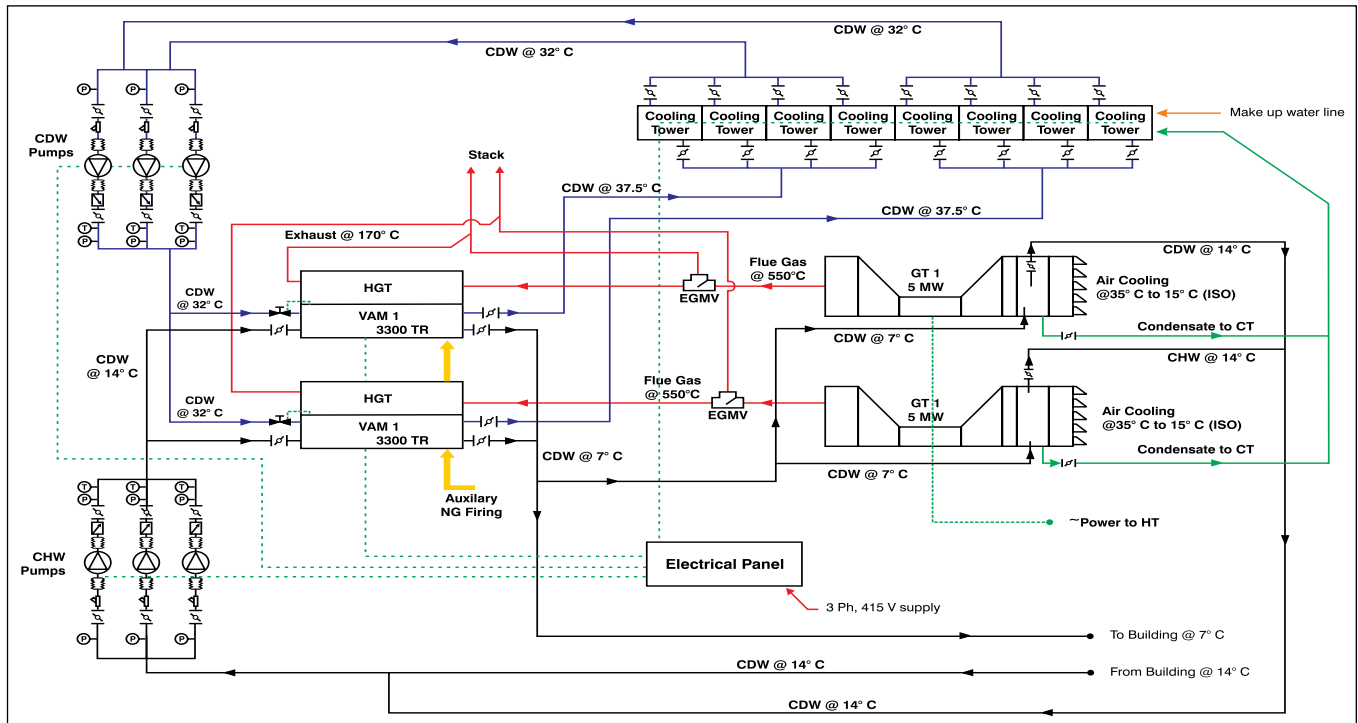 CDW @ 32° C
CDW @ 32° C
P
P
P
Cooling Tower
Cooling Tower
Cooling Tower
Cooling Tower
Cooling Tower
Cooling Tower
Cooling Tower
Cooling Tower
Make up water line
CDW
Pumps
Stack
CDW @ 37.5° C
CDW @ 37.5° C
T
P
T
P
T
P
Exhaust @ 170° C
CDW @ 14° C
Flue Gas
@ 550°C
GT 1
5 MW
Air Cooling
@35° C to 15° C (ISO)
HGT
EGMV
CDW
@ 32° C
VAM 1
3300 TR
Condensate to CT
CDW @ 7° C
CHW @ 14° C
CDW
@ 14° C
Flue Gas
@ 550°C
HGT
EGMV
GT 1
5 MW
Air Cooling
@35° C to 15° C (ISO)
CDW
@ 32° C
VAM 1
3300 TR
Condensate to CT
CDW @ 7° C
CDW @ 7° C
T
P
T
P
T
P
Auxilary
NG Firing
~Power to HT
CHW
Pumps
Electrical Panel
3 Ph, 415 V supply
P
P
P
To Building @ 7° C
CDW @ 14° C
From Building @ 14° C
CDW @ 14° C